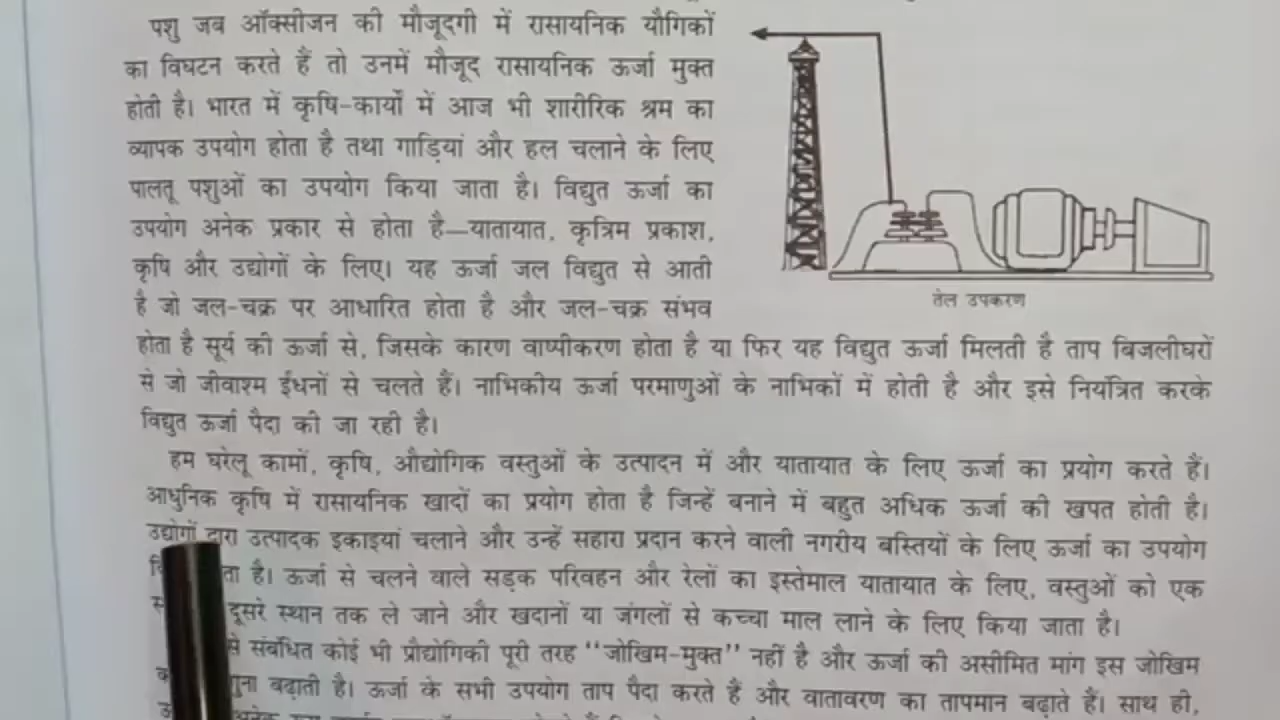 पशु जब ऑक्सीजन की मौजूदगी में रासायनिक यौगिकों
का विघटन करते हैं तो उनमें मौजूद रासायनिक ऊर्जा मुक्त
होती है। भारत में कृषि-कार्यों में आज भी शारीरिक श्रम का
व्यापक उपयोग होता है तथा गाड़ियां और हल चलाने के लिए
पालतू पशुओं का उपयोग किया जाता है। विद्युत ऊर्जा का
उपयोग अनेक प्रकार से होता है—यातायात, कृत्रिम प्रकाश,
कृषि और उद्योगों के लिए। यह ऊर्जा जल विद्युत से आती
है जो जल-चक्र पर आधारित होता है और जल-चक्र संभव
तेल उपकरण
होता है सूर्य की ऊर्जा से, जिसके कारण वाष्पीकरण होता है या फिर यह विद्युत ऊर्जा मिलती है ताप बिजलीघरों
से जो जीवाश्म ईंधनों से चलते हैं। नाभिकीय ऊर्जा परमाणुओं के नाभिकों में होती है और इसे नियंत्रित करके
विद्युत ऊर्जा पैदा की जा रही है।
हम घरेलू कामों, कृषि, औद्योगिक वस्तुओं के उत्पादन में और यातायात के लिए ऊर्जा का प्रयोग करते हैं।
आधुनिक कृषि में रासायनिक खादों का प्रयोग होता है जिन्हें बनाने में बहुत अधिक ऊर्जा की खपत होती है।
उद्योगों द्वारा उत्पादक इकाइयां चलाने और उन्हें सहारा प्रदान करने वाली नगरीय बस्तियों के लिए ऊर्जा का उपयोग
है। ऊर्जा से चलने वाले सड़क परिवहन और रेलों का इस्तेमाल यातायात के लिए, वस्तुओं को एक
दूसरे स्थान तक ले जाने और खदानों या जंगलों से कच्चा माल लाने के लिए किया जाता है।
से संबंधित कोई भी प्रौद्योगिकी पूरी तरह "जोखिम-मुक्त" नहीं है और ऊर्जा की असीमित मांग इस जोखिम
बढ़ाती है। ऊर्जा के सभी उपयोग ताप पैदा करते हैं और वातावरण का तापमान बढ़ाते हैं। साथ ही,